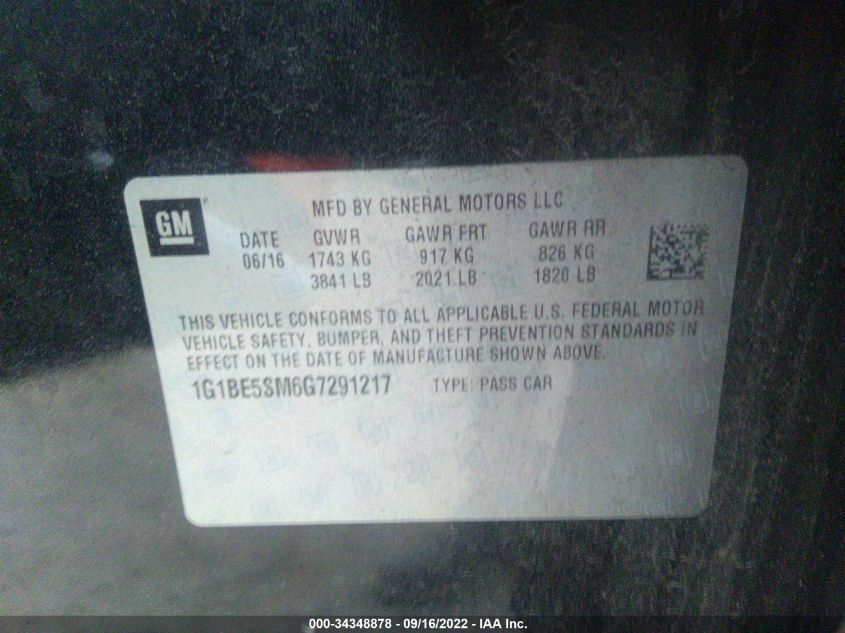 GM
MFD BY GENERAL MOTORS LLC
DATE GVWR GAWR FRT GAWR RR
06/16 1743 KG 917 KG 826 KG
3841 LB 2021 LB 1820 LB
THIS VEHICLE CONFORMS TO ALL APPLICABLE U.S. FEDERAL MOTOR
VEHICLE SAFETY, BUMPER, AND THEFT PREVENTION STANDARDS IN
EFFECT ON THE DATE OF MANUFACTURE SHOWN ABOVE.
1G1BE5SM6G7291217 TYPE: PASS CAR
000-34348878 - 09/16/2022 - IAA Inc.